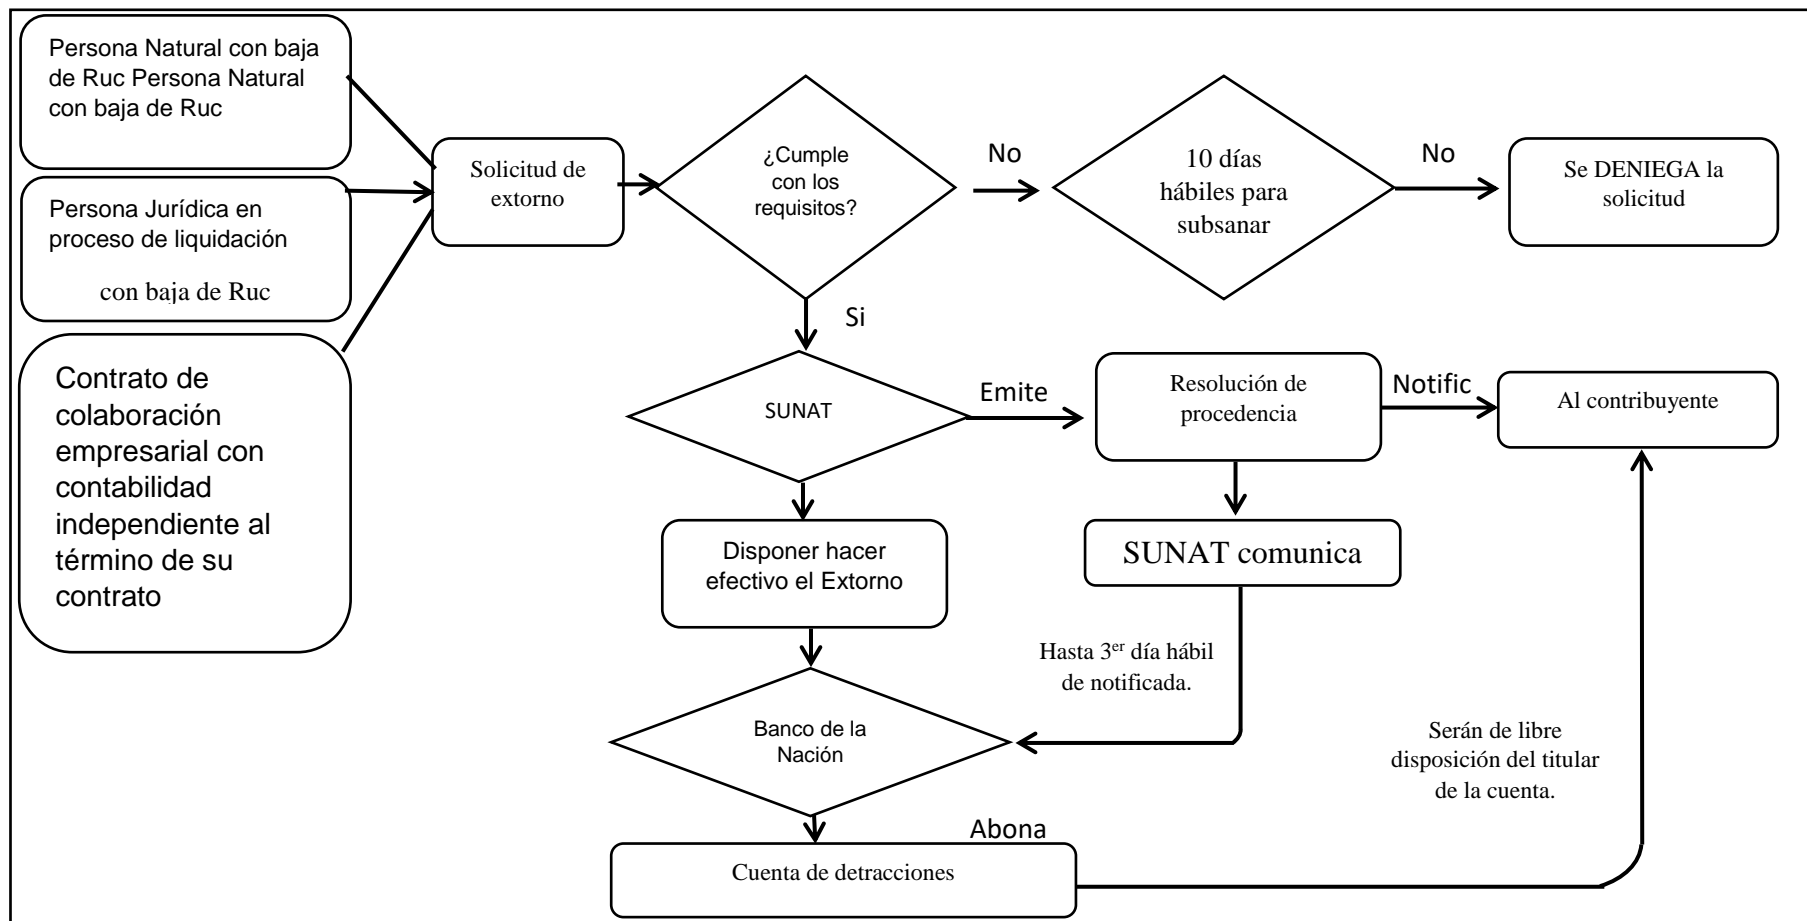 Persona Natural con baja
de Ruc Persona Natural
con baja de Ruc
Persona Jurídica en
proceso de liquidación
con baja de Ruc
Contrato de
colaboración
empresarial con
contabilidad
independiente al
término de su
contrato
Solicitud de
extorno
¿Cumple
con los
requisitos?
No
10 días
hábiles para
subsanar
No
Se DENIEGA la
solicitud
Si
SUNAT
Emite
Resolución de
procedencia
Notific
Al contribuyente
Disponer hacer
efectivo el Extorno
SUNAT comunica
Hasta 3er día hábil
de notificada.
Banco de la
Nación
Serán de libre
disposición del titular
de la cuenta.
Abona
Cuenta de detracciones